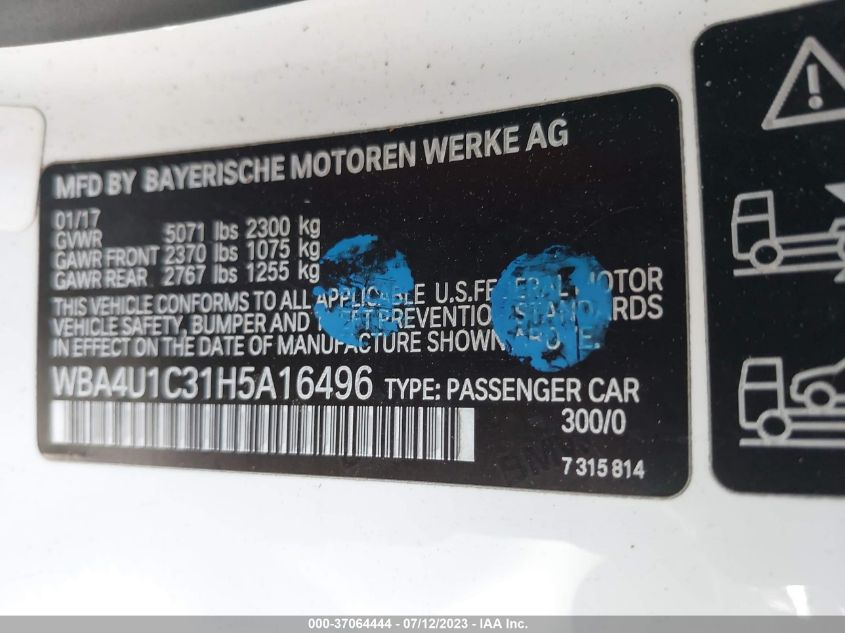 MFD BY BAYERISCHE MOTOREN WERKE AG
01/17
GVWR 5071 lbs 2300 kg
GAWR FRONT 2370 lbs 1075 kg
GAWR REAR 2767 lbs 1255 kg
THIS VEHICLE CONFORMS TO ALL APPLICABLE U.S.FEDERAL MOTOR
VEHICLE SAFETY, BUMPER AND THEFT PREVENTION STANDARDS
IN EFFECT ON THE DATE OF MANUFACTURE SHOWN ABOVE.
WBA4U1C31H5A16496 TYPE: PASSENGER CAR
300/0
7 315 814
000-37064444 - 07/12/2023 - IAA Inc.